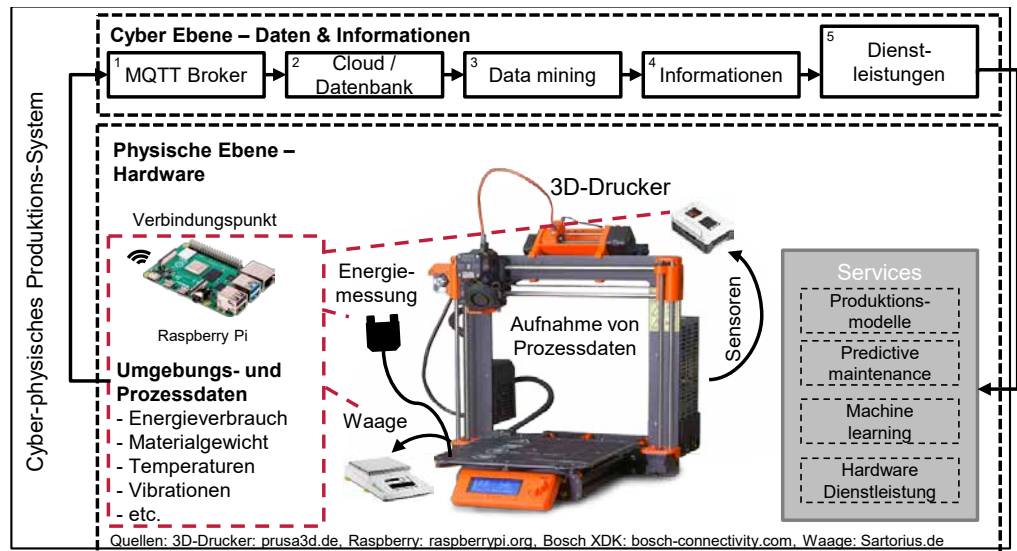 Cyber-physisches Produktions-System
Cyber Ebene – Daten & Informationen
1 MQTT Broker
2 Cloud /
Datenbank
3 Data mining
4 Informationen
5 Dienst-
leistungen
Physische Ebene –
Hardware
3D-Drucker
Verbindungspunkt
Raspberry Pi
Energie-
messung
Aufnahme von
Prozessdaten
Sensoren
Waage
Umgebungs- und
Prozessdaten
- Energieverbrauch
- Materialgewicht
- Temperaturen
- Vibrationen
- etc.
Services
Produktions-
modelle
Predictive
maintenance
Machine
learning
Hardware
Dienstleistung
Quellen: 3D-Drucker: prusa3d.de, Raspberry: raspberrypi.org, Bosch XDK: bosch-connectivity.com, Waage: Sartorius.de